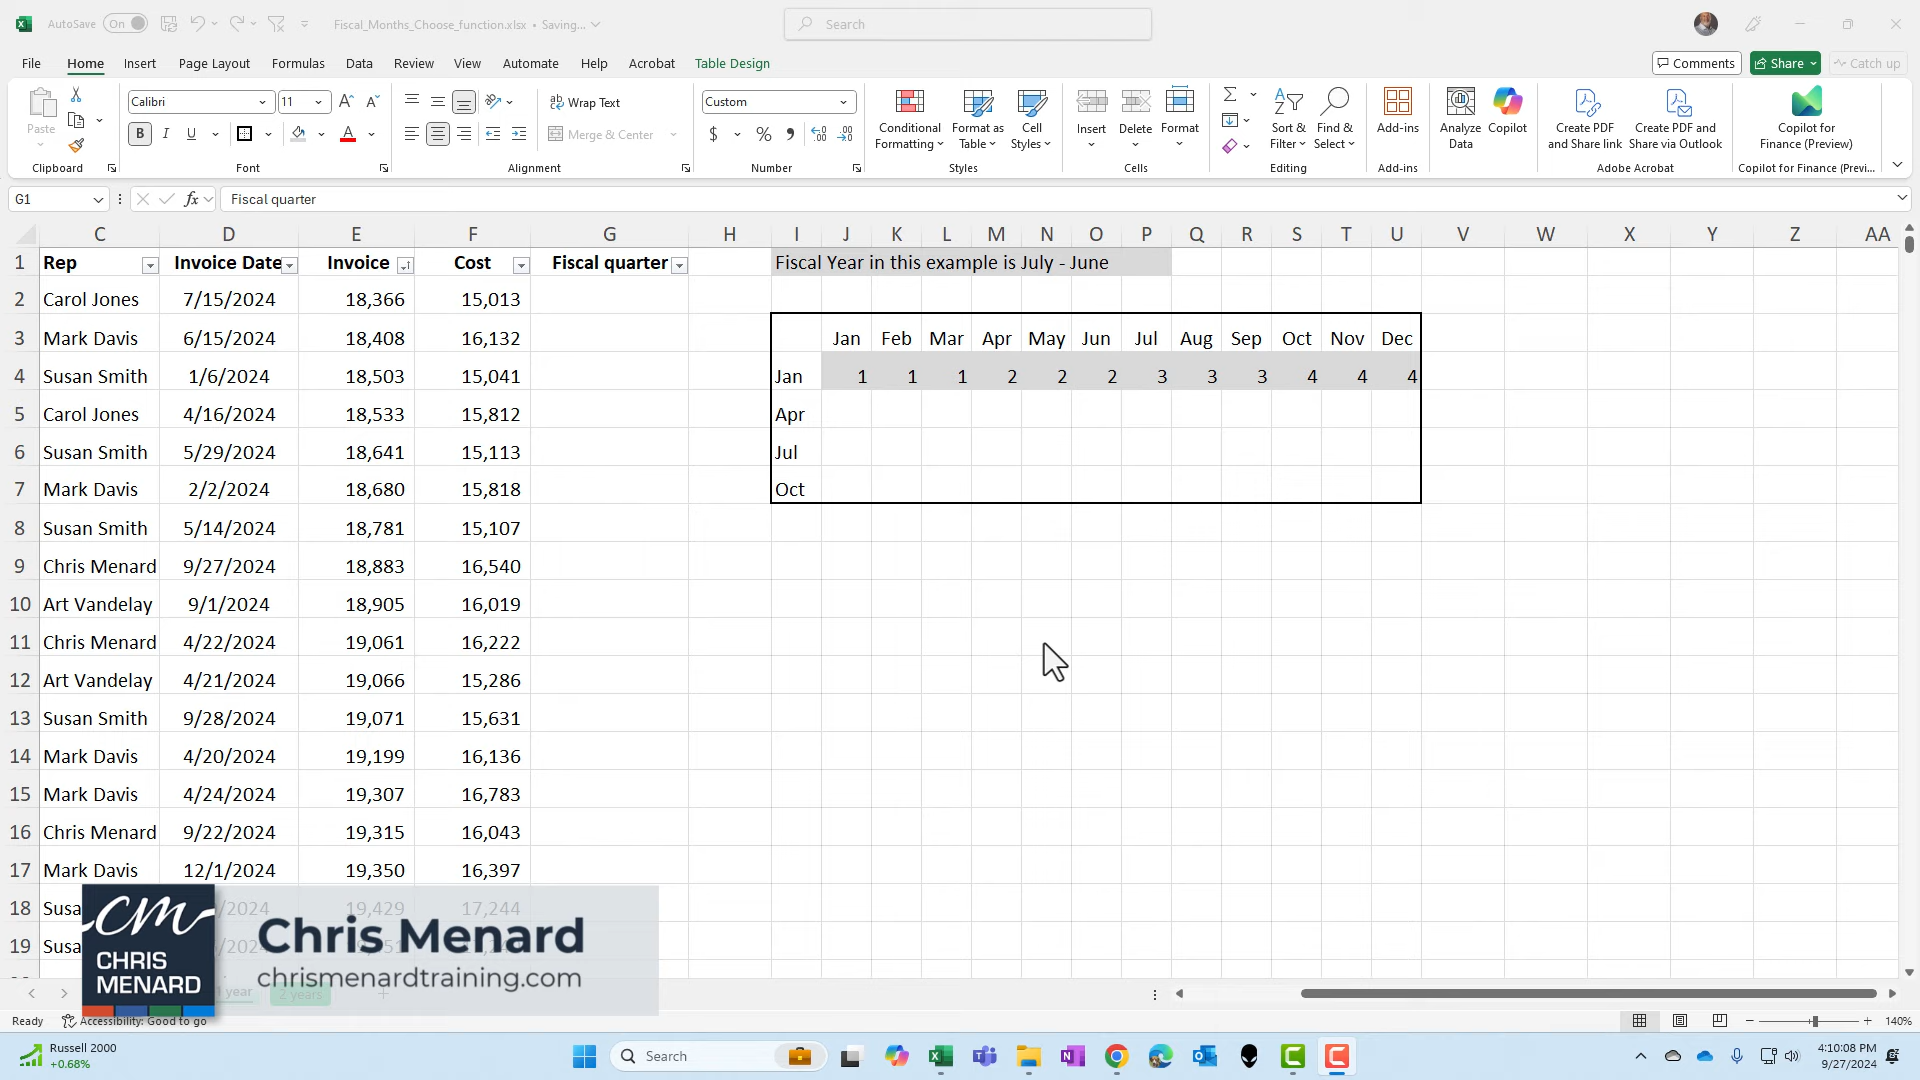 AutoSave On Fiscal_Months_Choose_function.xlsx • Saving... Search
File Home Insert Page Layout Formulas Data Review View Automate Help Acrobat Table Design Comments Share Catch up
Paste Calibri 11 Wrap Text Custom Conditional Formatting Format as Table Cell Styles Insert Delete Format Sort & Filter Find & Select Add-ins Analyze Data Copilot Create PDF and Share link Create PDF and Share via Outlook Copilot for Finance (Preview)
B I U A Merge & Center $ % ,
Clipboard Font Alignment Number Styles Cells Editing Add-ins Adobe Acrobat Copilot for Finance (Previ...
G1 fx Fiscal quarter
C D E F G H I J K L M N O P Q R S T U V W X Y Z AA
1 Rep Invoice Date Invoice Cost Fiscal quarter Fiscal Year in this example is July - June
2 Carol Jones 7/15/2024 18,366 15,013
3 Mark Davis 6/15/2024 18,408 16,132 Jan Feb Mar Apr May Jun Jul Aug Sep Oct Nov Dec
4 Susan Smith 1/6/2024 18,503 15,041 Jan 1 1 1 2 2 2 3 3 3 4 4 4
5 Carol Jones 4/16/2024 18,533 15,812 Apr
6 Susan Smith 5/29/2024 18,641 15,113 Jul
7 Mark Davis 2/2/2024 18,680 15,818 Oct
8 Susan Smith 5/14/2024 18,781 15,107
9 Chris Menard 9/27/2024 18,883 16,540
10 Art Vandelay 9/1/2024 18,905 16,019
11 Chris Menard 4/22/2024 19,061 16,222
12 Art Vandelay 4/21/2024 19,066 15,286
13 Susan Smith 9/28/2024 19,071 15,631
14 Mark Davis 4/20/2024 19,199 16,136
15 Mark Davis 4/24/2024 19,307 16,783
16 Chris Menard 9/22/2024 19,315 16,043
17 Mark Davis 12/1/2024 19,350 16,397
18 Susa /2024 19,429 17,244
19 Susa
cm
CHRIS
MENARD
Chris Menard
chrismenardtraining.com
year 2 years
Ready Accessibility: Good to go 140%
Russell 2000
+0.68%
Search
4:10:08 PM
9/27/2024